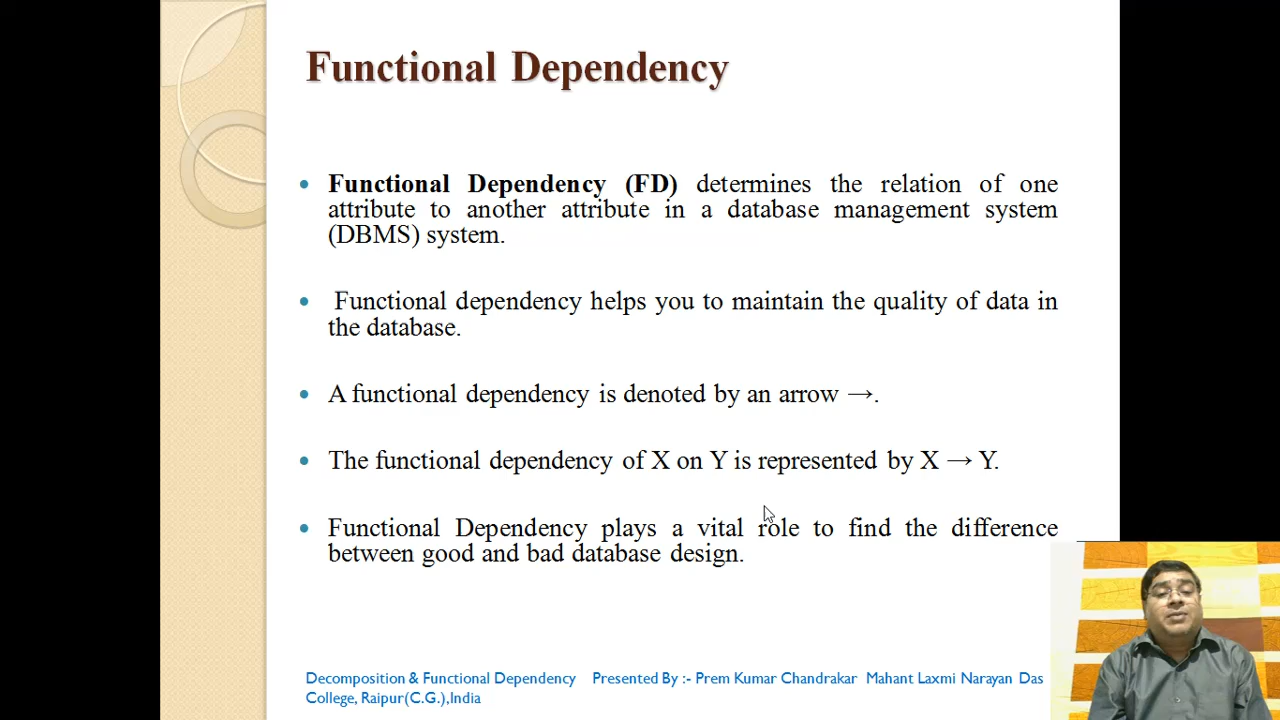 Functional Dependency
• Functional Dependency (FD) determines the relation of one
attribute to another attribute in a database management system
(DBMS) system.
• Functional dependency helps you to maintain the quality of data in
the database.
• A functional dependency is denoted by an arrow →.
• The functional dependency of X on Y is represented by X → Y.
• Functional Dependency plays a vital role to find the difference
between good and bad database design.
Decomposition & Functional Dependency Presented By :- Prem Kumar Chandrakar Mahant Laxmi Narayan Das
College, Raipur(C.G.),India